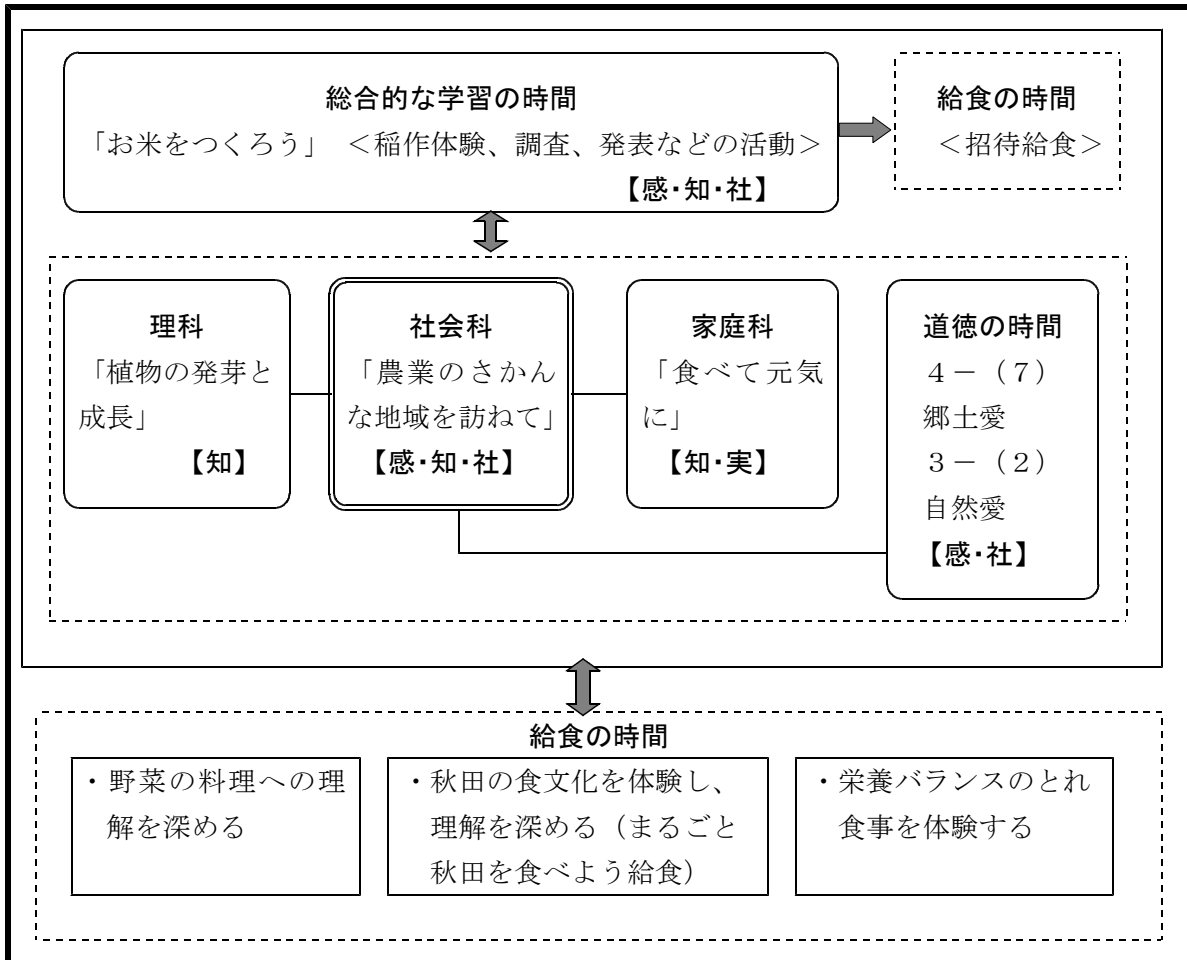 総合的な学習の時間
「お米をつくろう」 <稲作体験、調査、発表などの活動>
【感・知・社】
給食の時間
<招待給食>
理科
「植物の発芽と
成長」
【知】
社会科
「農業のさかん
な地域を訪ねて」
【感・知・社】
家庭科
「食べて元気
に」
【知・実】
道徳の時間
4-(7)
郷土愛
3-(2)
自然愛
【感・社】
給食の時間
・野菜の料理への理
解を深める
・秋田の食文化を体験し、
理解を深める(まるごと
秋田を食べよう給食)
・栄養バランスのとれ
食事を体験する